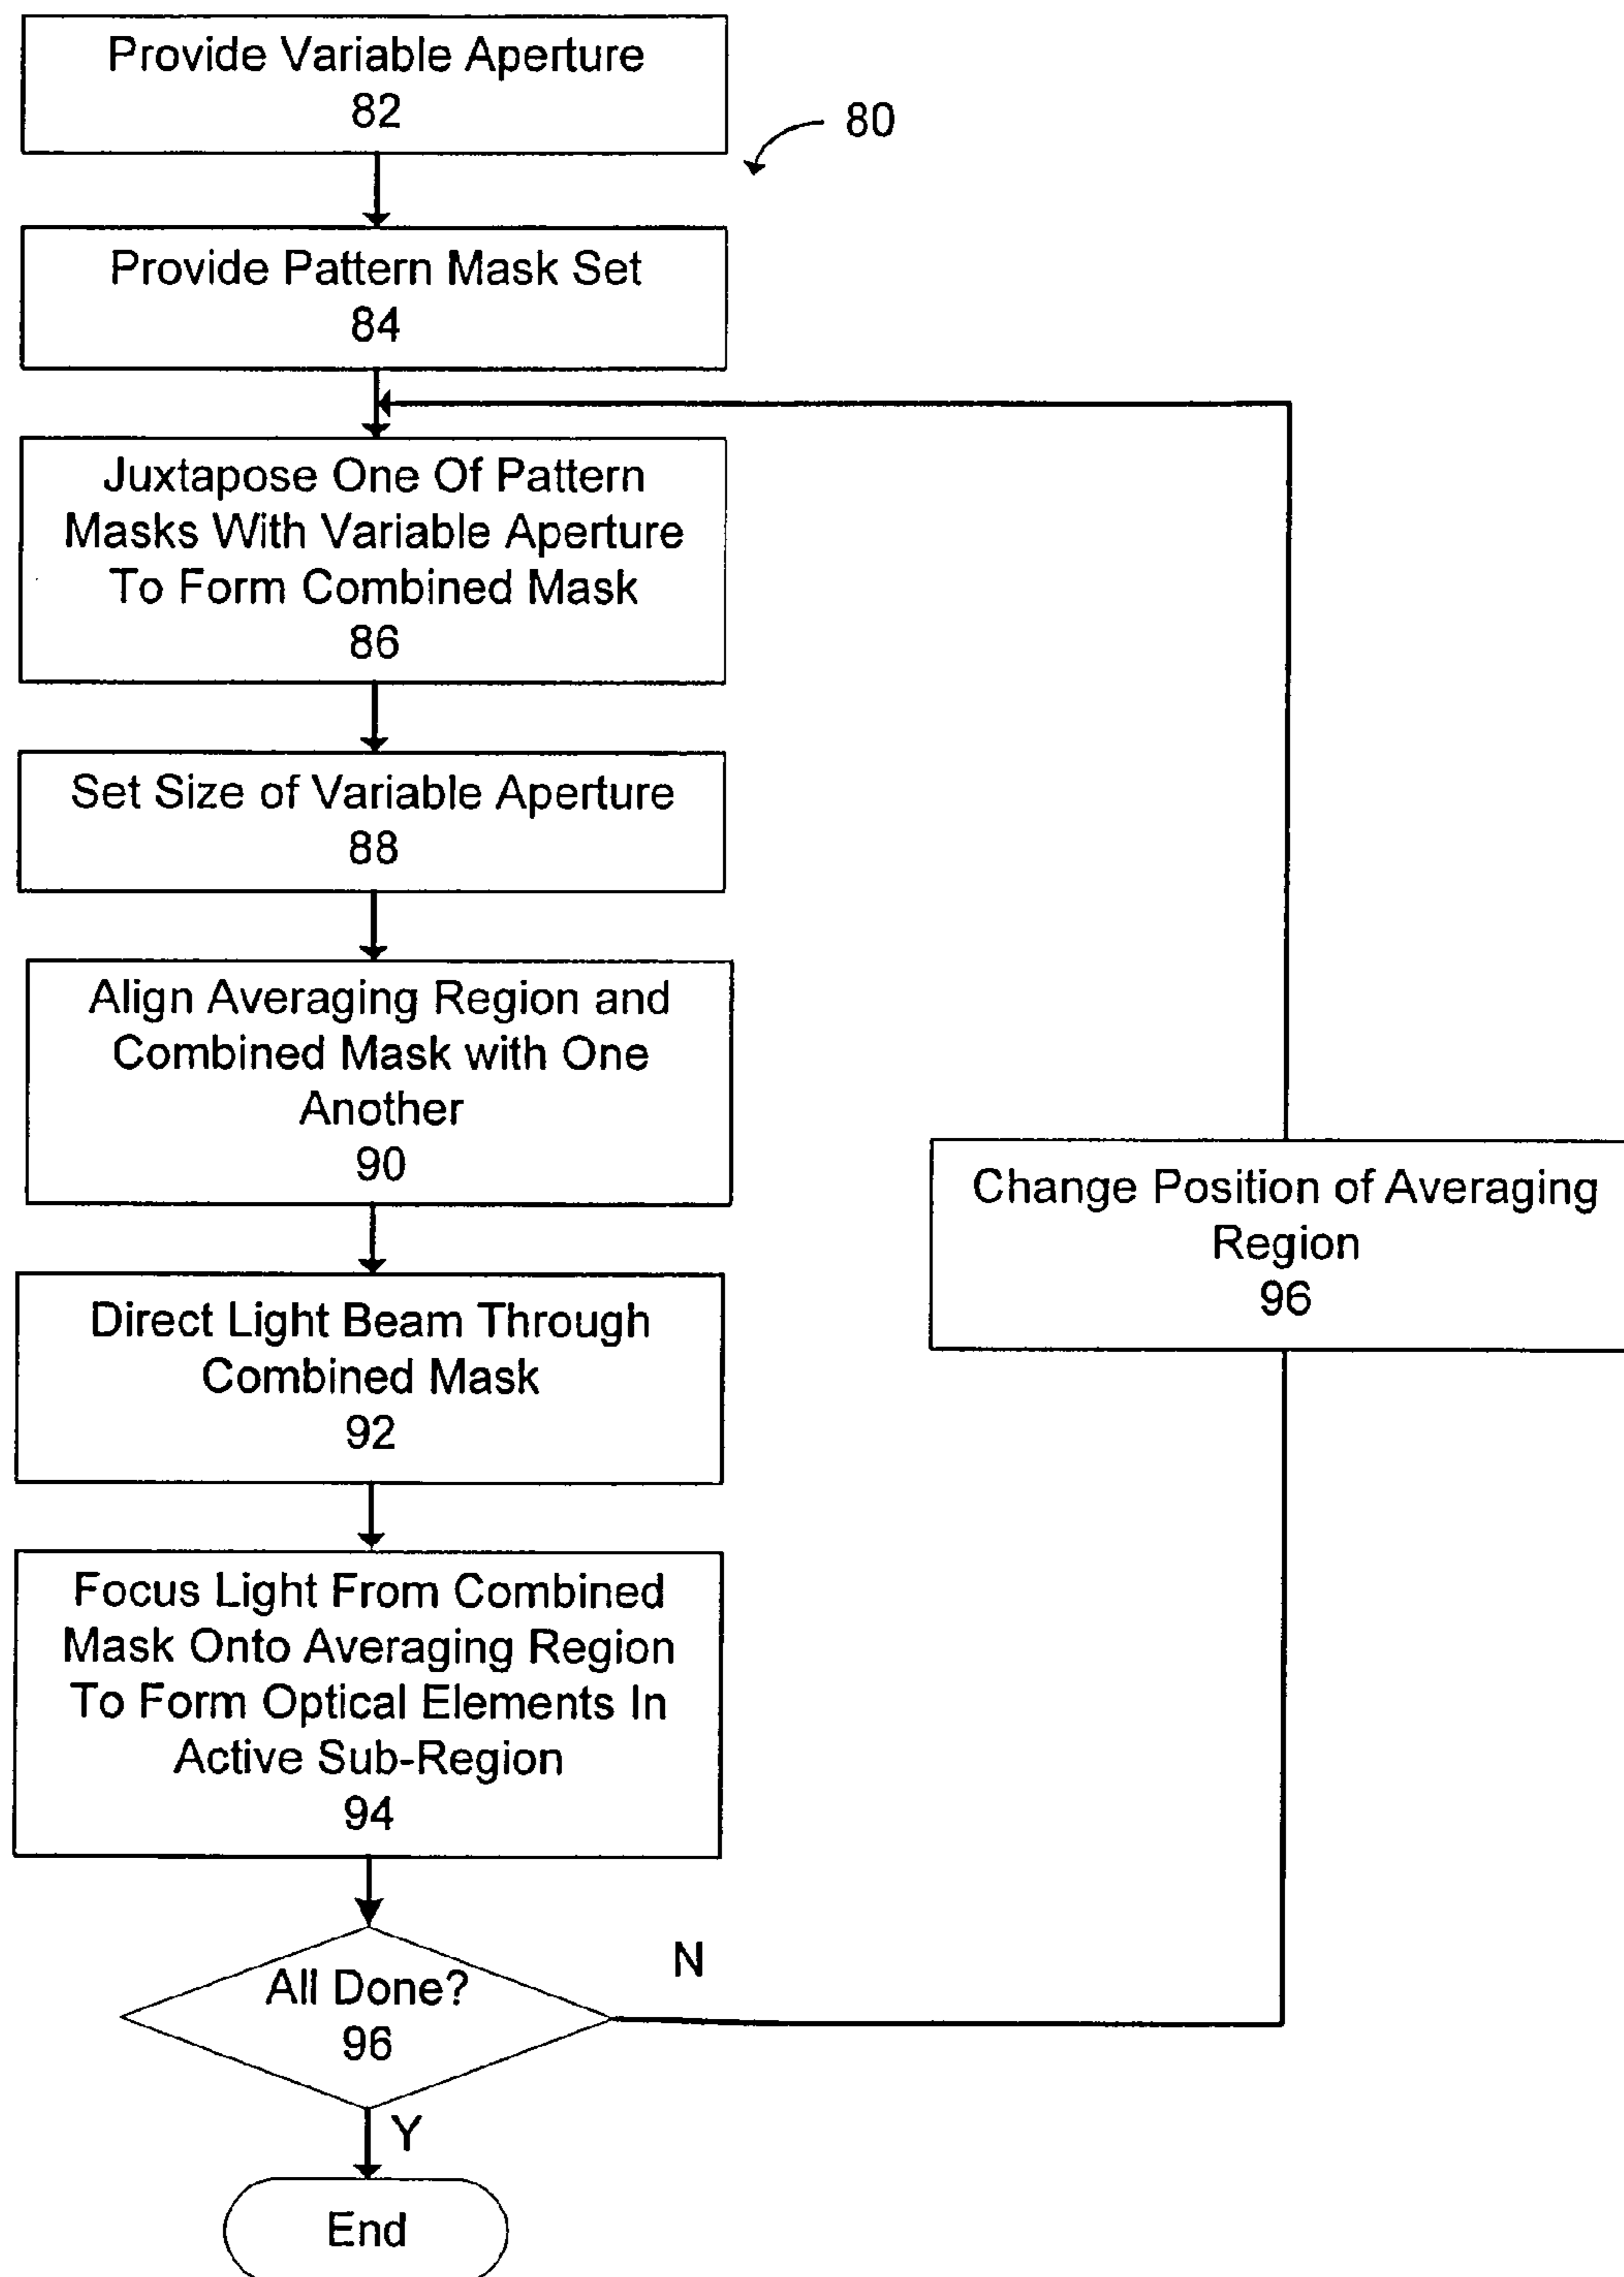 Provide Variable Aperture
82
80
Provide Pattern Mask Set
84
Juxtapose One Of Pattern
Masks With Variable Aperture
To Form Combined Mask
86
Set Size of Variable Aperture
88
Align Averaging Region and
Combined Mask with One
Another
90
Change Position of Averaging
Region
96
Direct Light Beam Through
Combined Mask
92
Focus Light From Combined
Mask Onto Averaging Region
To Form Optical Elements In
Active Sub-Region
94
All Done?
96
N
Y
End